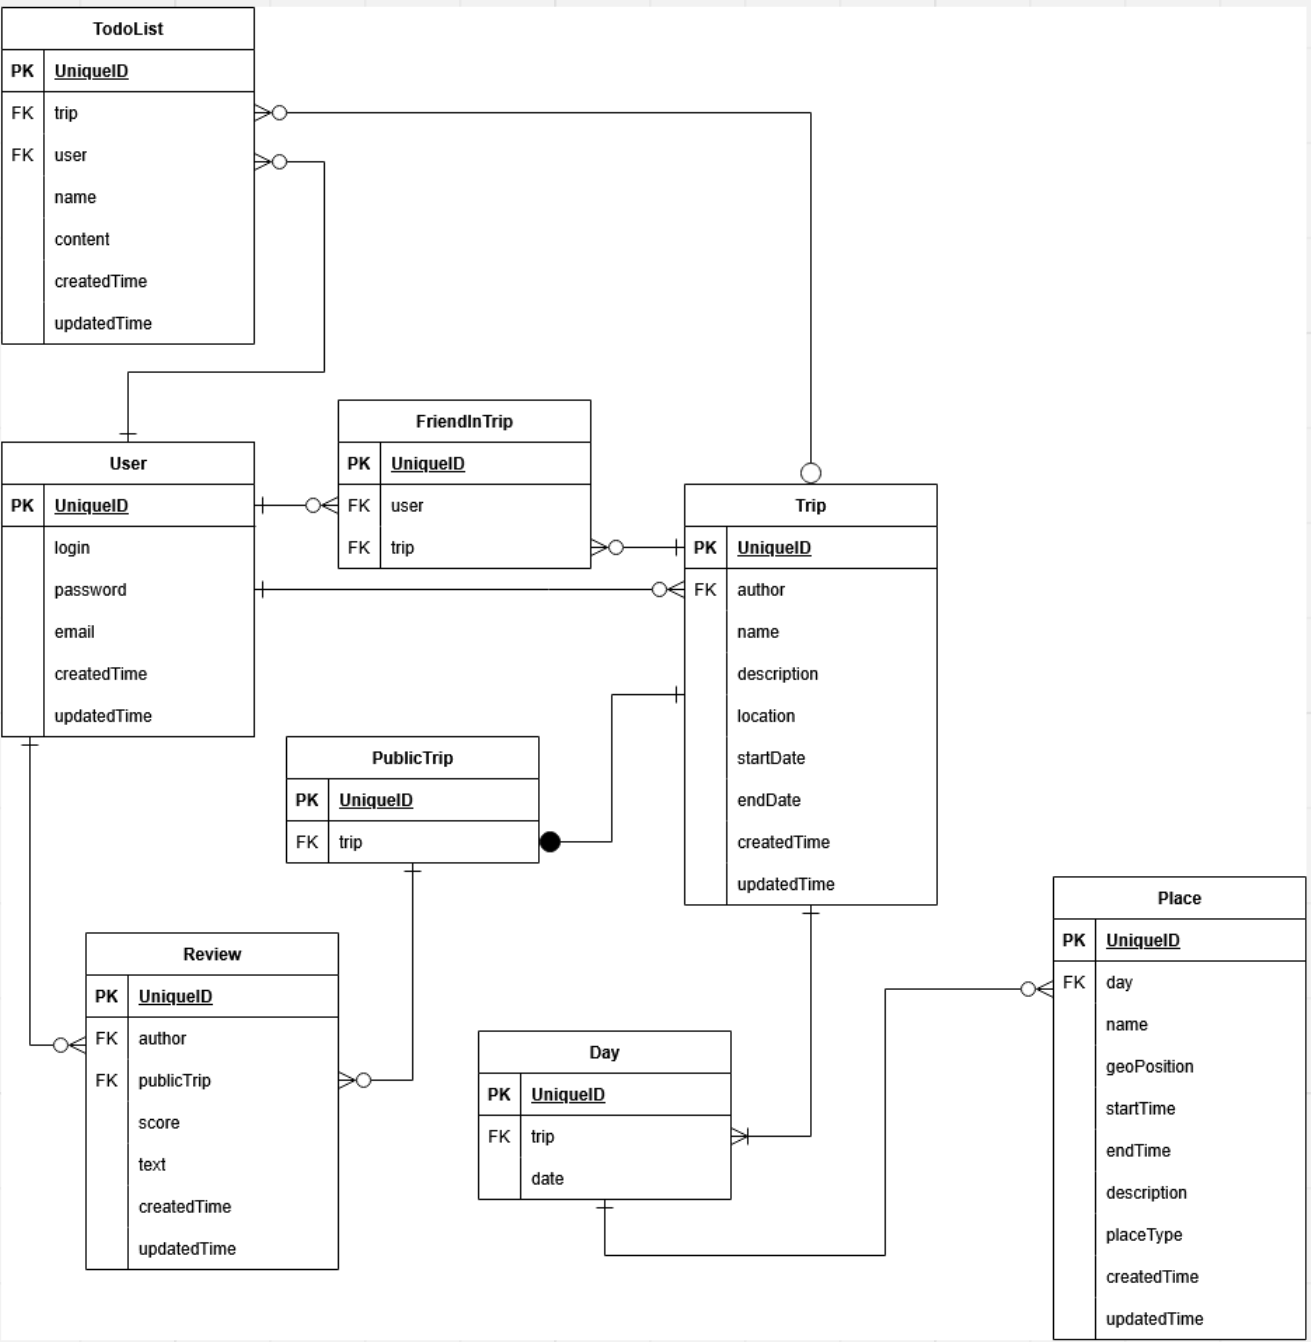 TodoList
PK UniqueID
FK trip
FK user
name
content
createdTime
updatedTime
User
PK UniqueID
login
password
email
createdTime
updatedTime
FriendInTrip
PK UniqueID
FK user
FK trip
Trip
PK UniqueID
FK author
name
description
location
startDate
endDate
createdTime
updatedTime
PublicTrip
PK UniqueID
FK trip
Review
PK UniqueID
FK author
FK publicTrip
score
text
createdTime
updatedTime
Day
PK UniqueID
FK trip
date
Place
PK UniqueID
FK day
name
geoPosition
startTime
endTime
description
placeType
createdTime
updatedTime